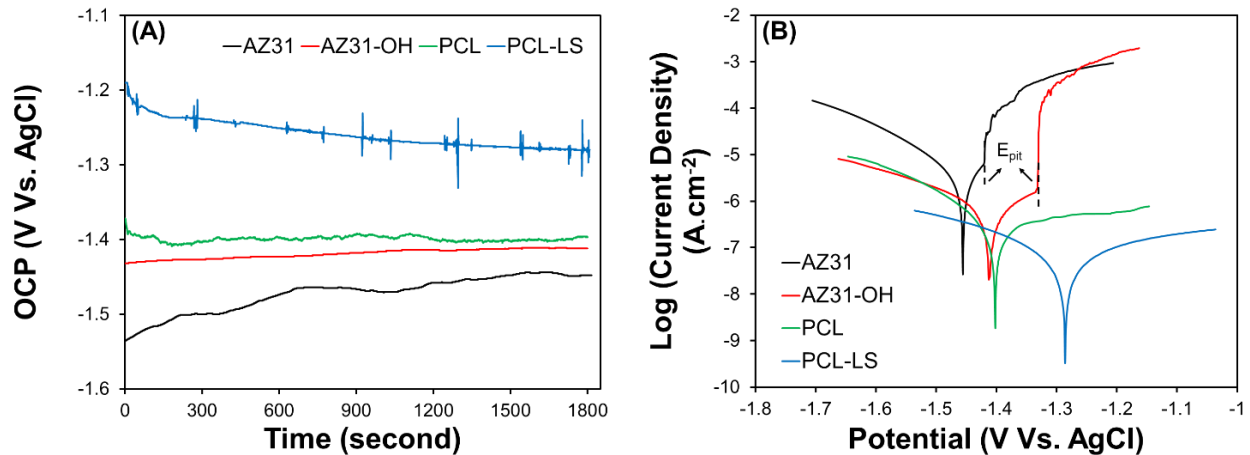 (A)
AZ31 AZ31-OH PCL PCL-LS
OCP (V Vs. AgCl)
-1.1
-1.2
-1.3
-1.4
-1.5
-1.6
0 300 600 900 1200 1500 1800
Time (second)
(B)
Log (Current Density)
(A.cm-2)
-2
-3
-4
-5
-6
-7
-8
-9
-10
Epit
AZ31
AZ31-OH
PCL
PCL-LS
-1.8 -1.7 -1.6 -1.5 -1.4 -1.3 -1.2 -1.1 -1
Potential (V Vs. AgCl)